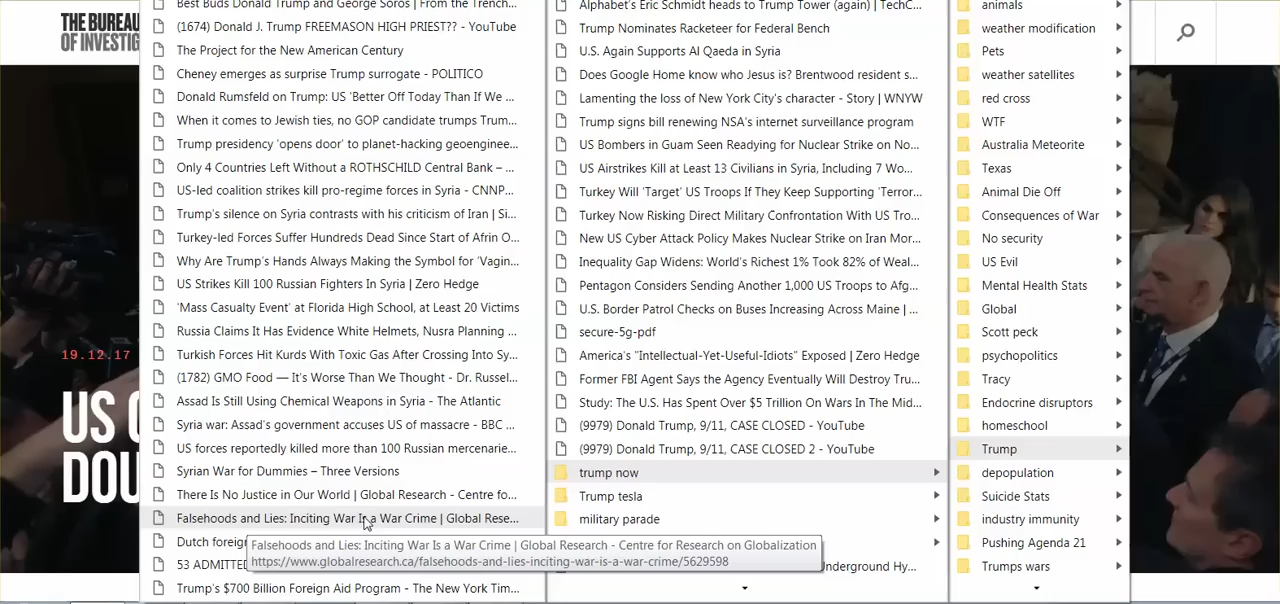 THE BUREAU
OF INVESTIG
19.12.17
US
DOU
Best Buds Donald Trump and George Soros | From the Trench...
(1674) Donald J. Trump FREEMASON HIGH PRIEST?? - YouTube
The Project for the New American Century
Cheney emerges as surprise Trump surrogate - POLITICO
Donald Rumsfeld on Trump: US 'Better Off Today Than If We ...
When it comes to Jewish ties, no GOP candidate trumps Trum...
Trump presidency 'opens door' to planet-hacking geoenginee...
Only 4 Countries Left Without a ROTHSCHILD Central Bank – ...
US-led coalition strikes kill pro-regime forces in Syria - CNNP...
Trump's silence on Syria contrasts with his criticism of Iran | Si...
Turkey-led Forces Suffer Hundreds Dead Since Start of Afrin O...
Why Are Trump's Hands Always Making the Symbol for 'Vagin...
US Strikes Kill 100 Russian Fighters In Syria | Zero Hedge
'Mass Casualty Event' at Florida High School, at Least 20 Victims
Russia Claims It Has Evidence White Helmets, Nusra Planning ...
Turkish Forces Hit Kurds With Toxic Gas After Crossing Into Sy...
(1782) GMO Food — It's Worse Than We Thought - Dr. Russel...
Assad Is Still Using Chemical Weapons in Syria - The Atlantic
Syria war: Assad's government accuses US of massacre - BBC ...
US forces reportedly killed more than 100 Russian mercenarie...
Syrian War for Dummies – Three Versions
There Is No Justice in Our World | Global Research - Centre fo...
Falsehoods and Lies: Inciting War Is a War Crime | Global Rese...
Dutch foreig
53 ADMITTED
Trump's $700 Billion Foreign Aid Program - The New York Tim...
Falsehoods and Lies: Inciting War Is a War Crime | Global Research - Centre for Research on Globalization
https://www.globalresearch.ca/falsehoods-and-lies-inciting-war-is-a-war-crime/5629598
Alphabet's Eric Schmidt heads to Trump Tower (again) | TechC...
Trump Nominates Racketeer for Federal Bench
U.S. Again Supports Al Qaeda in Syria
Does Google Home know who Jesus is? Brentwood resident s...
Lamenting the loss of New York City's character - Story | WNYW
Trump signs bill renewing NSA's internet surveillance program
US Bombers in Guam Seen Readying for Nuclear Strike on No...
US Airstrikes Kill at Least 13 Civilians in Syria, Including 7 Wo...
Turkey Will 'Target' US Troops If They Keep Supporting 'Terror...
Turkey Now Risking Direct Military Confrontation With US Tro...
New US Cyber Attack Policy Makes Nuclear Strike on Iran Mor...
Inequality Gap Widens: World's Richest 1% Took 82% of Weal...
Pentagon Considers Sending Another 1,000 US Troops to Afg...
U.S. Border Patrol Checks on Buses Increasing Across Maine | ...
secure-5g-pdf
America's "Intellectual-Yet-Useful-Idiots" Exposed | Zero Hedge
Former FBI Agent Says the Agency Eventually Will Destroy Tru...
Study: The U.S. Has Spent Over $5 Trillion On Wars In The Mid...
(9979) Donald Trump, 9/11, CASE CLOSED - YouTube
(9979) Donald Trump, 9/11, CASE CLOSED 2 - YouTube
trump now
Trump tesla
military parade
Underground Hy...
animals
weather modification
Pets
weather satellites
red cross
WTF
Australia Meteorite
Texas
Animal Die Off
Consequences of War
No security
US Evil
Mental Health Stats
Global
Scott peck
psychopolitics
Tracy
Endocrine disruptors
homeschool
Trump
depopulation
Suicide Stats
industry immunity
Pushing Agenda 21
Trumps wars